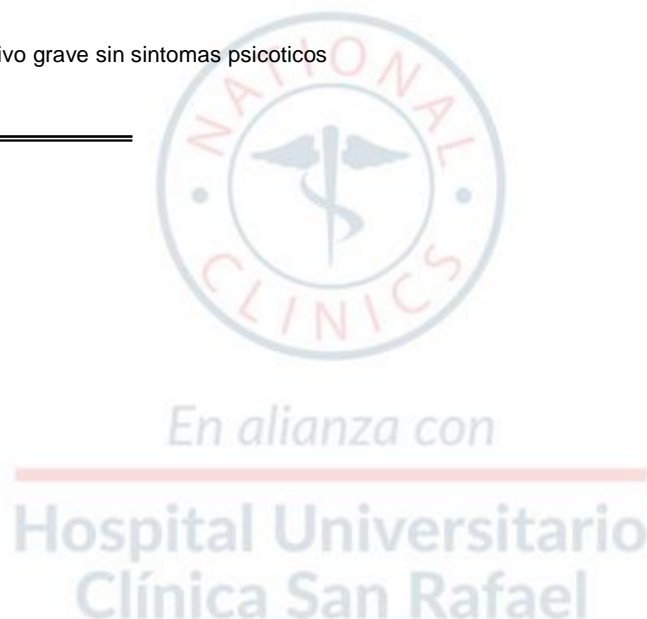 ivo grave sin sintomas psicoticos
NATIONAL
CLINICS
En alianza con
Hospital Universitario
Clínica San Rafael